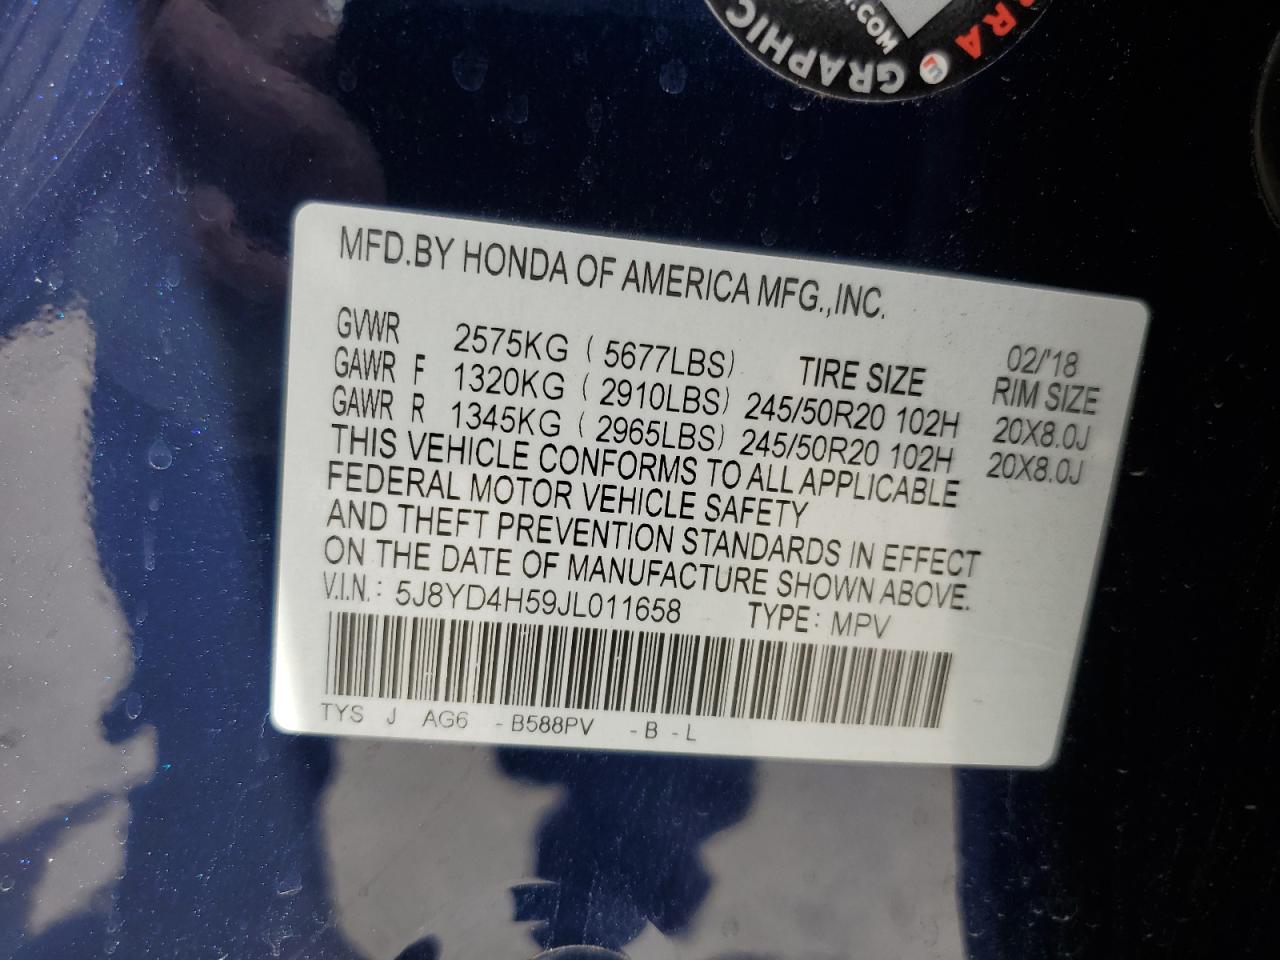 GRAPHIC
.COM
RRA
MFD.BY HONDA OF AMERICA MFG.,INC.
02/'18
GVWR 2575KG ( 5677LBS) TIRE SIZE RIM SIZE
GAWR F 1320KG ( 2910LBS) 245/50R20 102H 20X8.0J
GAWR R 1345KG ( 2965LBS) 245/50R20 102H 20X8.0J
THIS VEHICLE CONFORMS TO ALL APPLICABLE
FEDERAL MOTOR VEHICLE SAFETY
AND THEFT PREVENTION STANDARDS IN EFFECT
ON THE DATE OF MANUFACTURE SHOWN ABOVE.
V.I.N.: 5J8YD4H59JL011658 TYPE: MPV
TYS J AG6 -B588PV -B -L